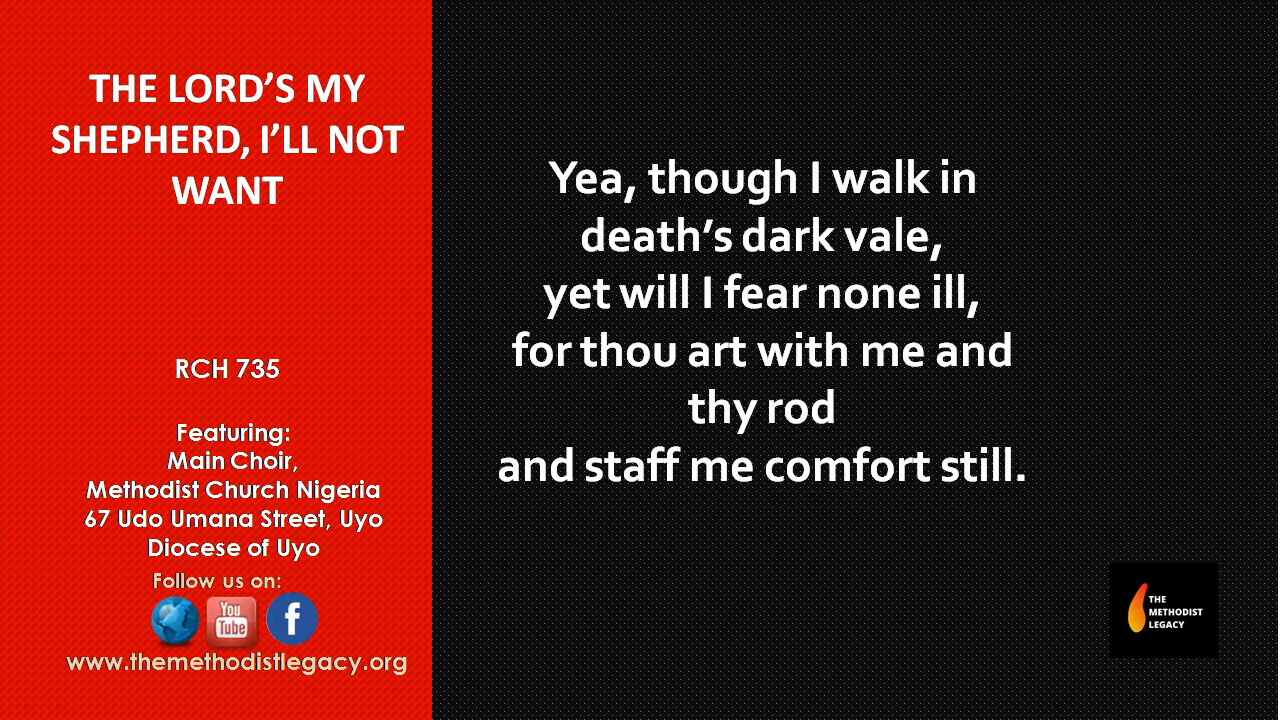 THE LORD’S MY
SHEPHERD, I’LL NOT
WANT
RCH 735
Featuring:
Main Choir,
Methodist Church Nigeria
67 Udo Umana Street, Uyo
Diocese of Uyo
Follow us on:
You
Tube
f
www.themethodistlegacy.org
Yea, though I walk in
death’s dark vale,
yet will I fear none ill,
for thou art with me and
thy rod
and staff me comfort still.
THE
METHODIST
LEGACY